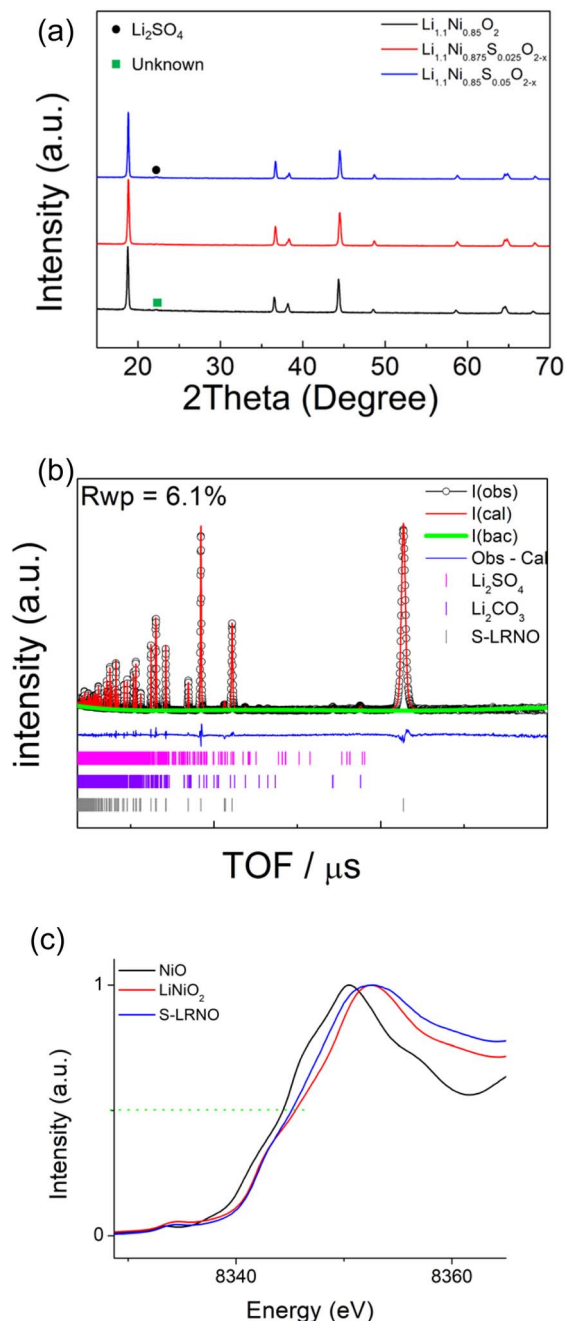 (a)
● Li₂SO₄
■ Unknown
Li₁.₁Ni₀.₈₅O₂
Li₁.₁Ni₀.₈₇₅S₀.₀₂₅O₂₋ₓ
Li₁.₁Ni₀.₈₅S₀.₀₅O₂₋ₓ
Intensity (a.u.)
20 30 40 50 60 70
2Theta (Degree)
(b)
Rwp = 6.1%
I(obs)
I(cal)
I(bac)
Obs - Cal
Li₂SO₄
Li₂CO₃
S-LRNO
intensity (a.u.)
TOF / μs
(c)
NiO
LiNiO₂
S-LRNO
1
0
Intensity (a.u.)
8340 8360
Energy (eV)